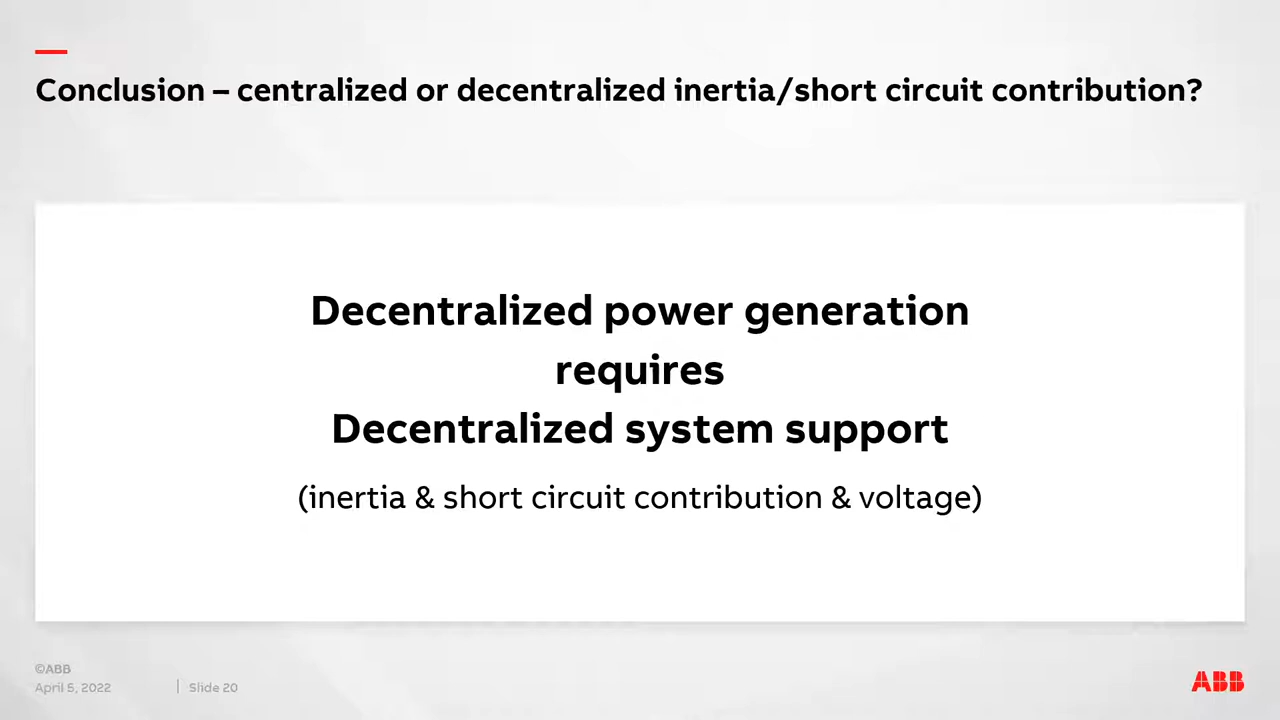 Conclusion – centralized or decentralized inertia/short circuit contribution?
Decentralized power generation
requires
Decentralized system support
(inertia & short circuit contribution & voltage)
©ABB
April 5, 2022 | Slide 20
ABB